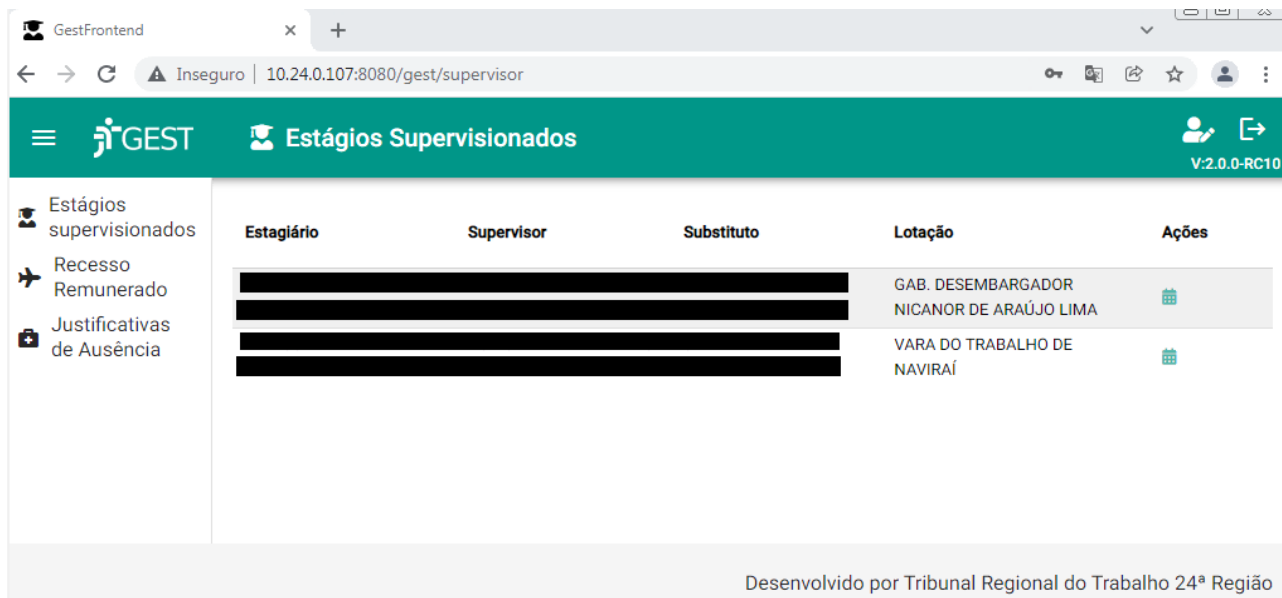 GestFrontend
Inseguro | 10.24.0.107:8080/gest/supervisor
GEST
Estágios Supervisionados
V:2.0.0-RC10
Estágios
supervisionados
Recesso
Remunerado
Justificativas
de Ausência
Estagiário Supervisor Substituto Lotação Ações
GAB. DESEMBARGADOR
NICANOR DE ARAÚJO LIMA
VARA DO TRABALHO DE
NAVIRAÍ
Desenvolvido por Tribunal Regional do Trabalho 24ª Região